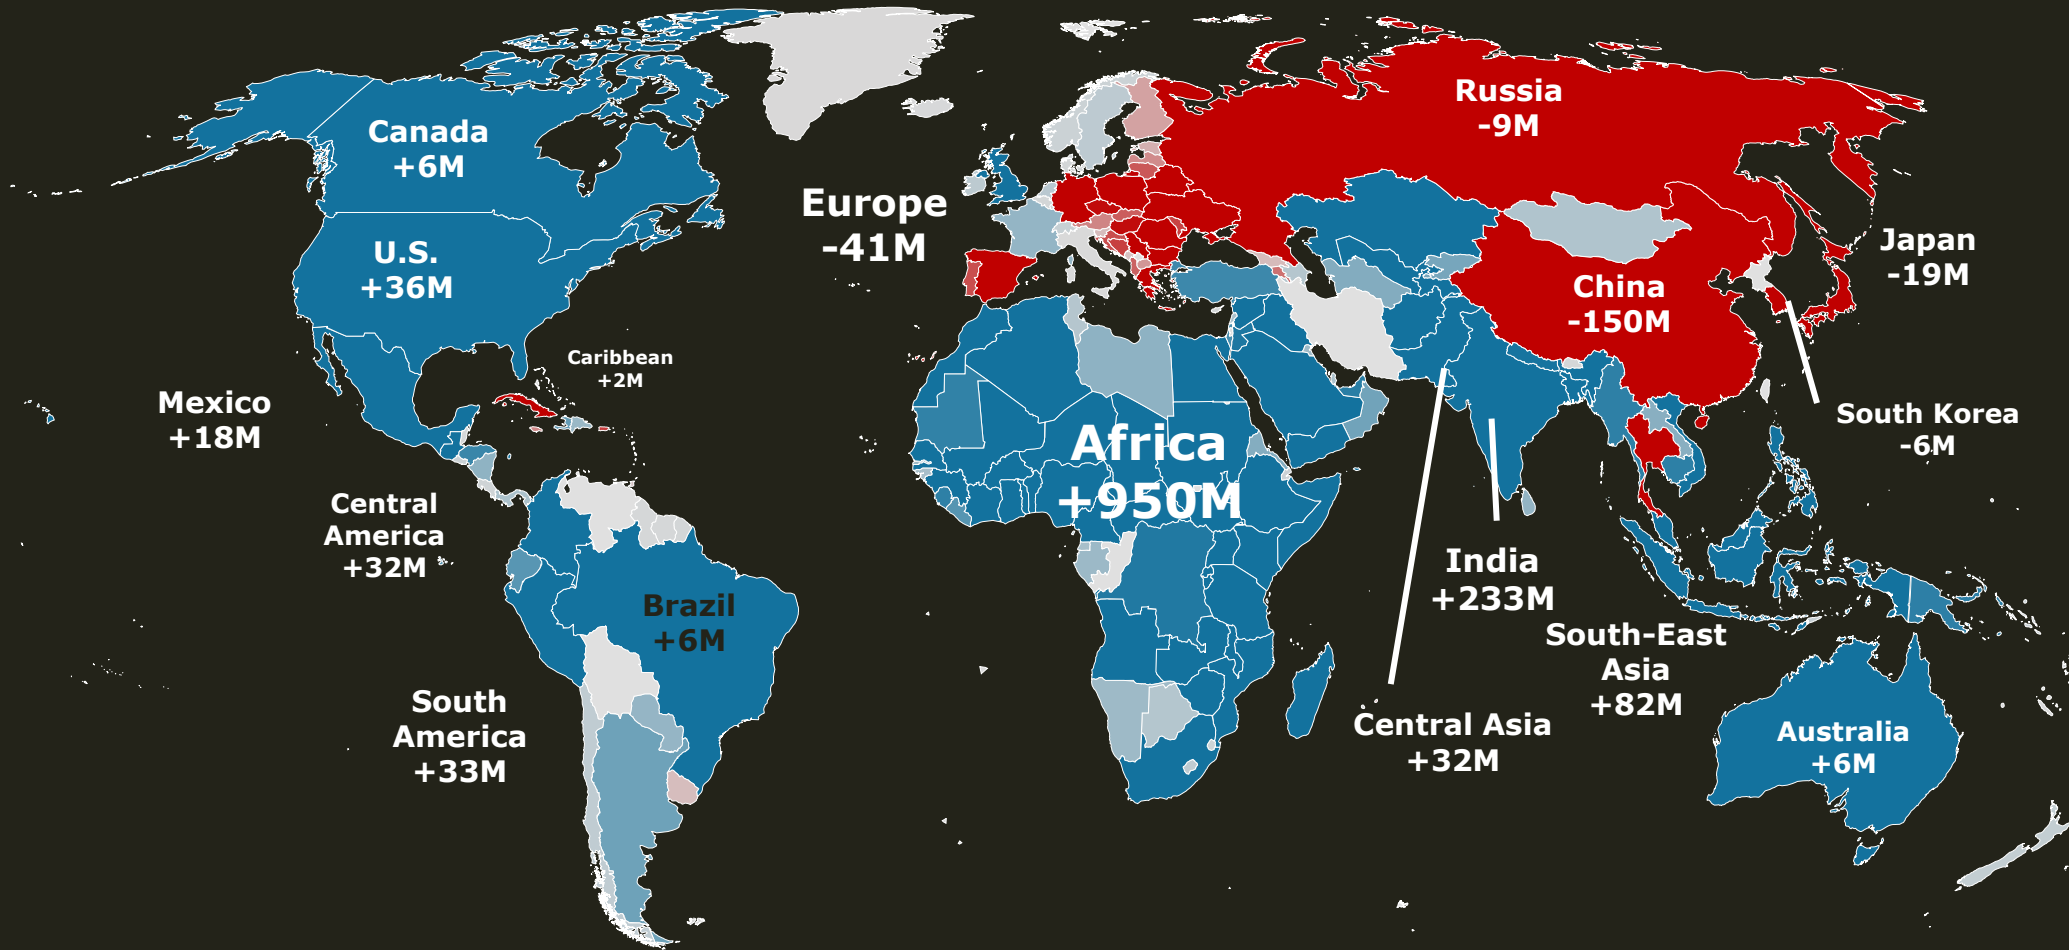 Russia
-9M
Canada
+6M
Europe
-41M
Japan
-19M
U.S.
+36M
China
-150M
Caribbean
+2M
Mexico
+18M
South Korea
-6M
Africa
+950M
Central
America
+32M
India
+233M
Brazil
+6M
South-East
Asia
+82M
South
America
+33M
Central Asia
+32M
Australia
+6M